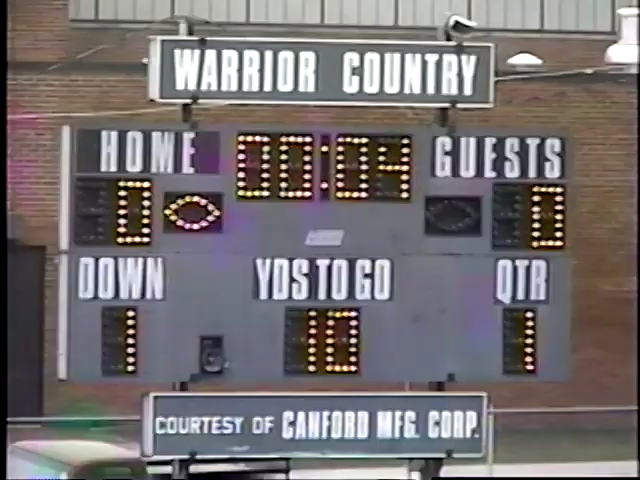 WARRIOR COUNTRY
HOME 00:04 GUESTS
0 0
DOWN YDS TO GO QTR
1 10 1
COURTESY OF CANFORD MFG. CORP.